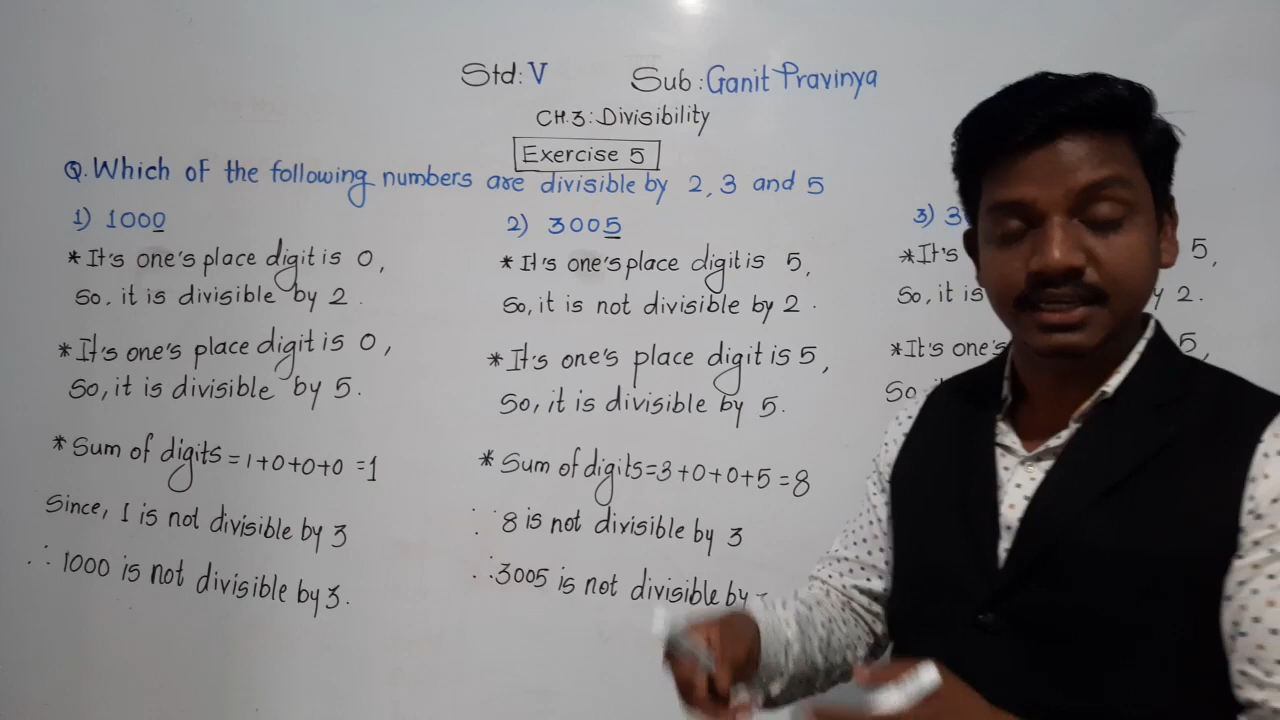 Std: V Sub: Ganit Pravinya
CH.3: Divisibility
Exercise 5
Q. Which of the following numbers are divisible by 2, 3 and 5
1) 1000
* It's one's place digit is 0,
So, it is divisible by 2.
* It's one's place digit is 0,
So, it is divisible by 5.
* Sum of digits = 1+0+0+0 = 1
Since, 1 is not divisible by 3
∴ 1000 is not divisible by 3.
2) 3005
* It's one's place digit is 5,
So, it is not divisible by 2.
* It's one's place digit is 5,
So, it is divisible by 5.
* Sum of digits = 3+0+0+5 = 8
∴ 8 is not divisible by 3
∴ 3005 is not divisible by
3) 3
* It's 5,
So, it is y 2.
* It's one's 5,
So,